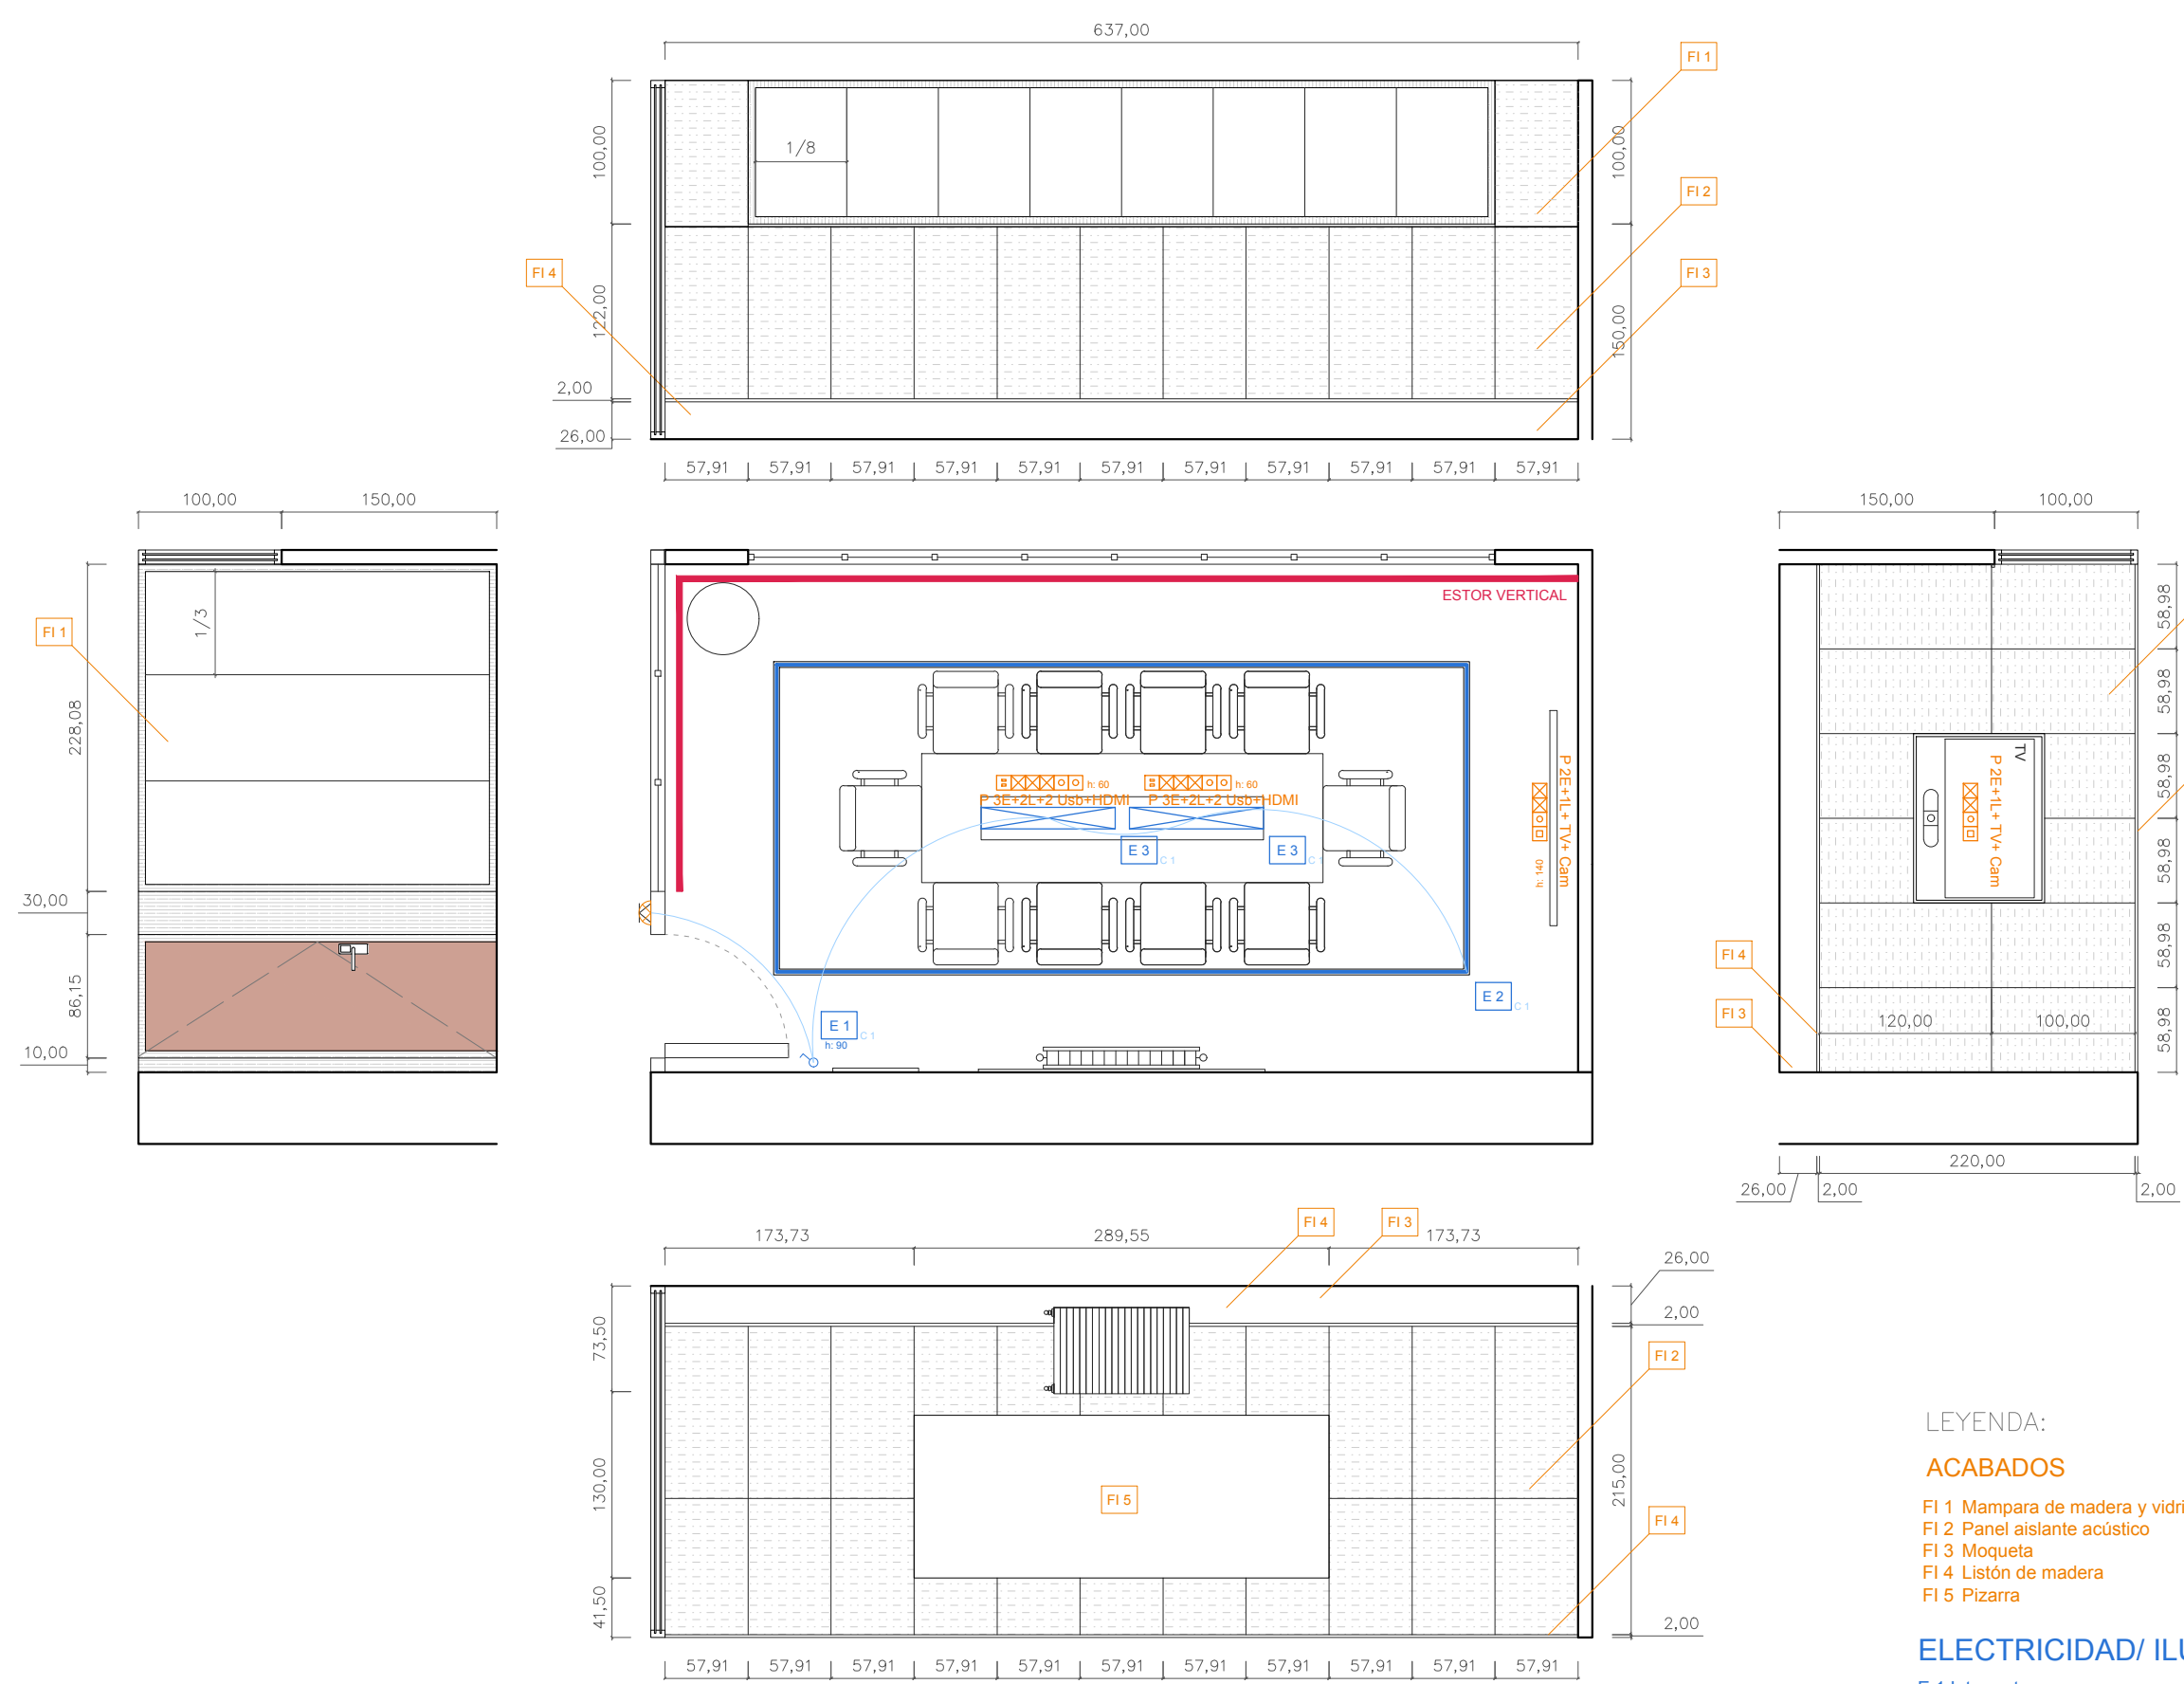 637,00
FI 1
100,00
1/8
100,00
FI 2
FI 4
FI 3
122,00
150,00
2,00
26,00
57,91 57,91 57,91 57,91 57,91 57,91 57,91 57,91 57,91 57,91 57,91
100,00 150,00
1/3
FI 1
228,08
30,00
86,15
10,00
ESTOR VERTICAL
h: 60
h: 60
P 3E+2L+2 Usb+HDMI
P 3E+2L+2 Usb+HDMI
E 3
C 1
E 3
C 1
P 2E+1L+ TV+ Cam
h: 140
E 2
C 1
E 1
C 1
h: 90
150,00 100,00
58,98
58,98
58,98
58,98
58,98
58,98
TV
P 2E+1L+ TV+ Cam
FI 4
FI 3
120,00 100,00
220,00
26,00 2,00 2,00
FI 4
FI 3
173,73 289,55 173,73
26,00
2,00
73,50
FI 2
130,00
FI 5
215,00
FI 4
41,50
2,00
57,91 57,91 57,91 57,91 57,91 57,91 57,91 57,91 57,91 57,91 57,91
LEYENDA:
ACABADOS
FI 1 Mampara de madera y vidri
FI 2 Panel aislante acústico
FI 3 Moqueta
FI 4 Listón de madera
FI 5 Pizarra
ELECTRICIDAD/ ILU